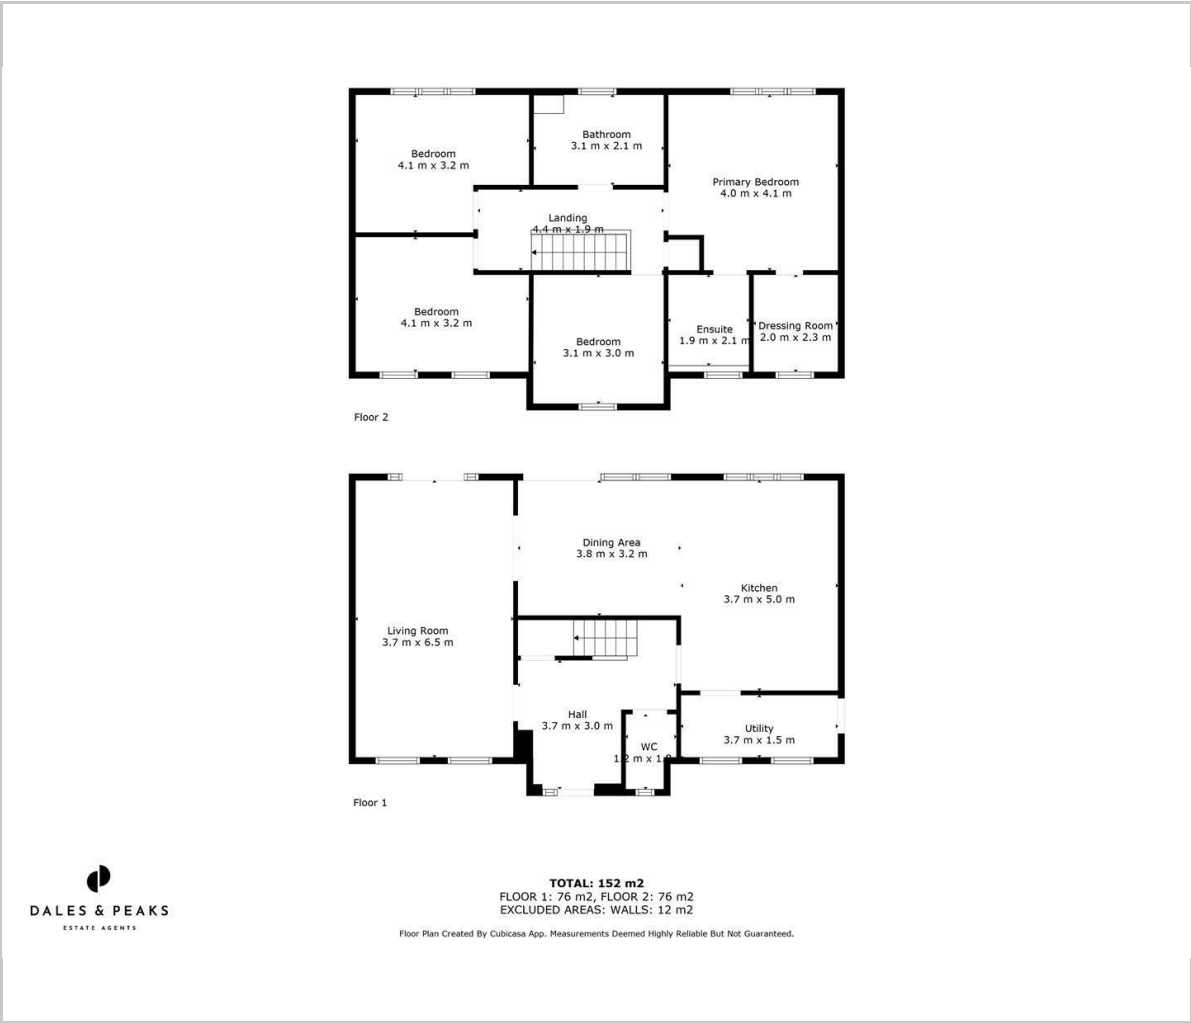 Bedroom
4.1 m x 3.2 m
Bathroom
3.1 m x 2.1 m
Primary Bedroom
4.0 m x 4.1 m
Landing
4.4 m x 1.9 m
Bedroom
4.1 m x 3.2 m
Bedroom
3.1 m x 3.0 m
Ensuite
1.9 m x 2.1 m
Dressing Room
2.0 m x 2.3 m
Floor 2
Dining Area
3.8 m x 3.2 m
Kitchen
3.7 m x 5.0 m
Living Room
3.7 m x 6.5 m
Hall
3.7 m x 3.0 m
WC
1.2 m x
Utility
3.7 m x 1.5 m
Floor 1
TOTAL: 152 m2
FLOOR 1: 76 m2, FLOOR 2: 76 m2
EXCLUDED AREAS: WALLS: 12 m2
Floor Plan Created By Cubicasa App. Measurements Deemed Highly Reliable But Not Guaranteed.
DALES & PEAKS
ESTATE AGENTS